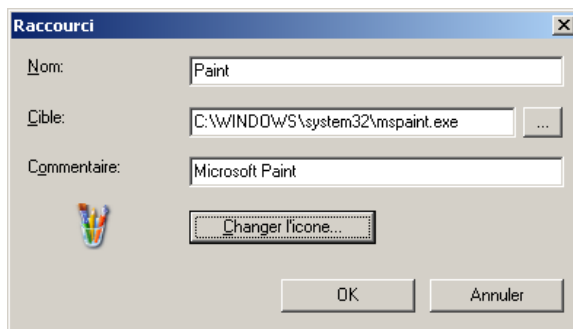 Raccourci
Nom:
Paint
Cible:
C:\WINDOWS\system32\mspaint.exe
...
Commentaire:
Microsoft Paint
Changer l'icone...
OK
Annuler